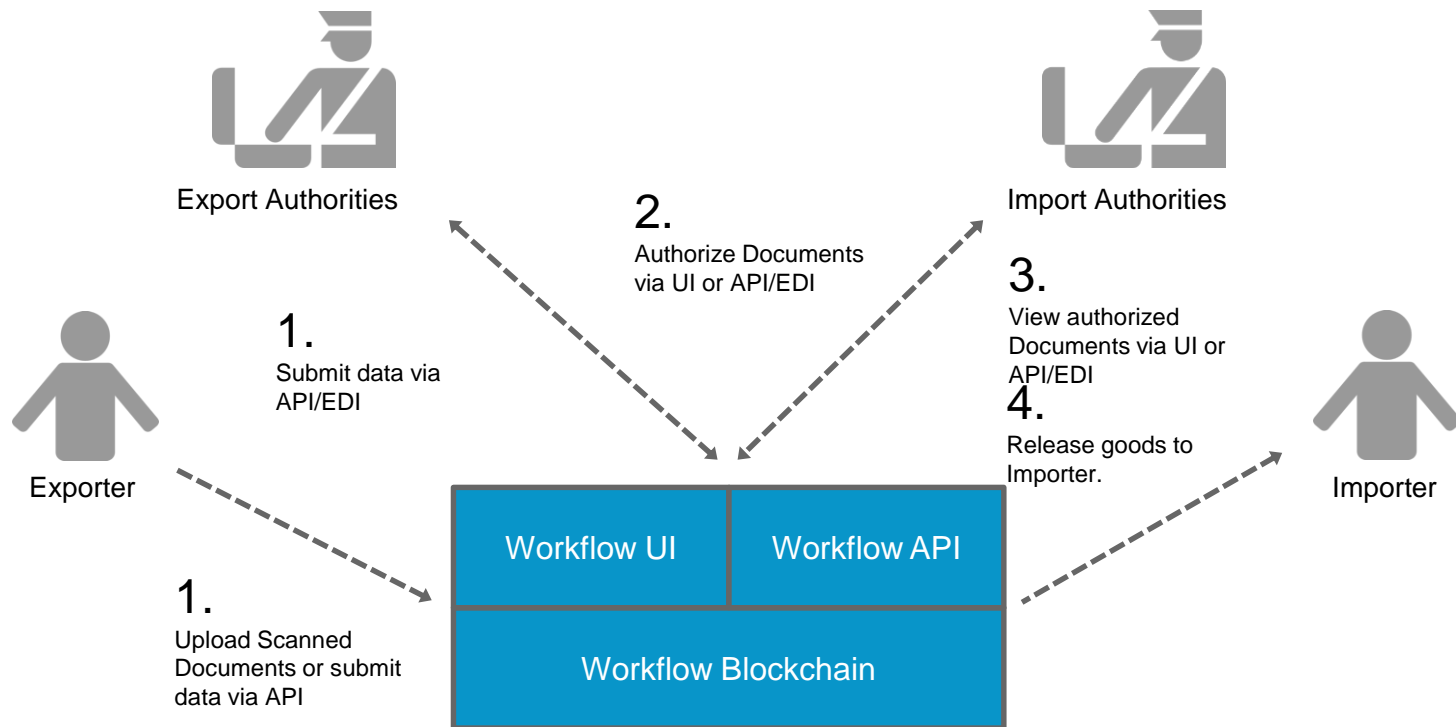 Export Authorities
Import Authorities
2.
Authorize Documents
via UI or API/EDI
3.
View authorized
Documents via UI or
API/EDI
1.
Submit data via
API/EDI
4.
Release goods to
Importer.
Exporter
Importer
Workflow UI
Workflow API
1.
Upload Scanned
Documents or submit
data via API
Workflow Blockchain